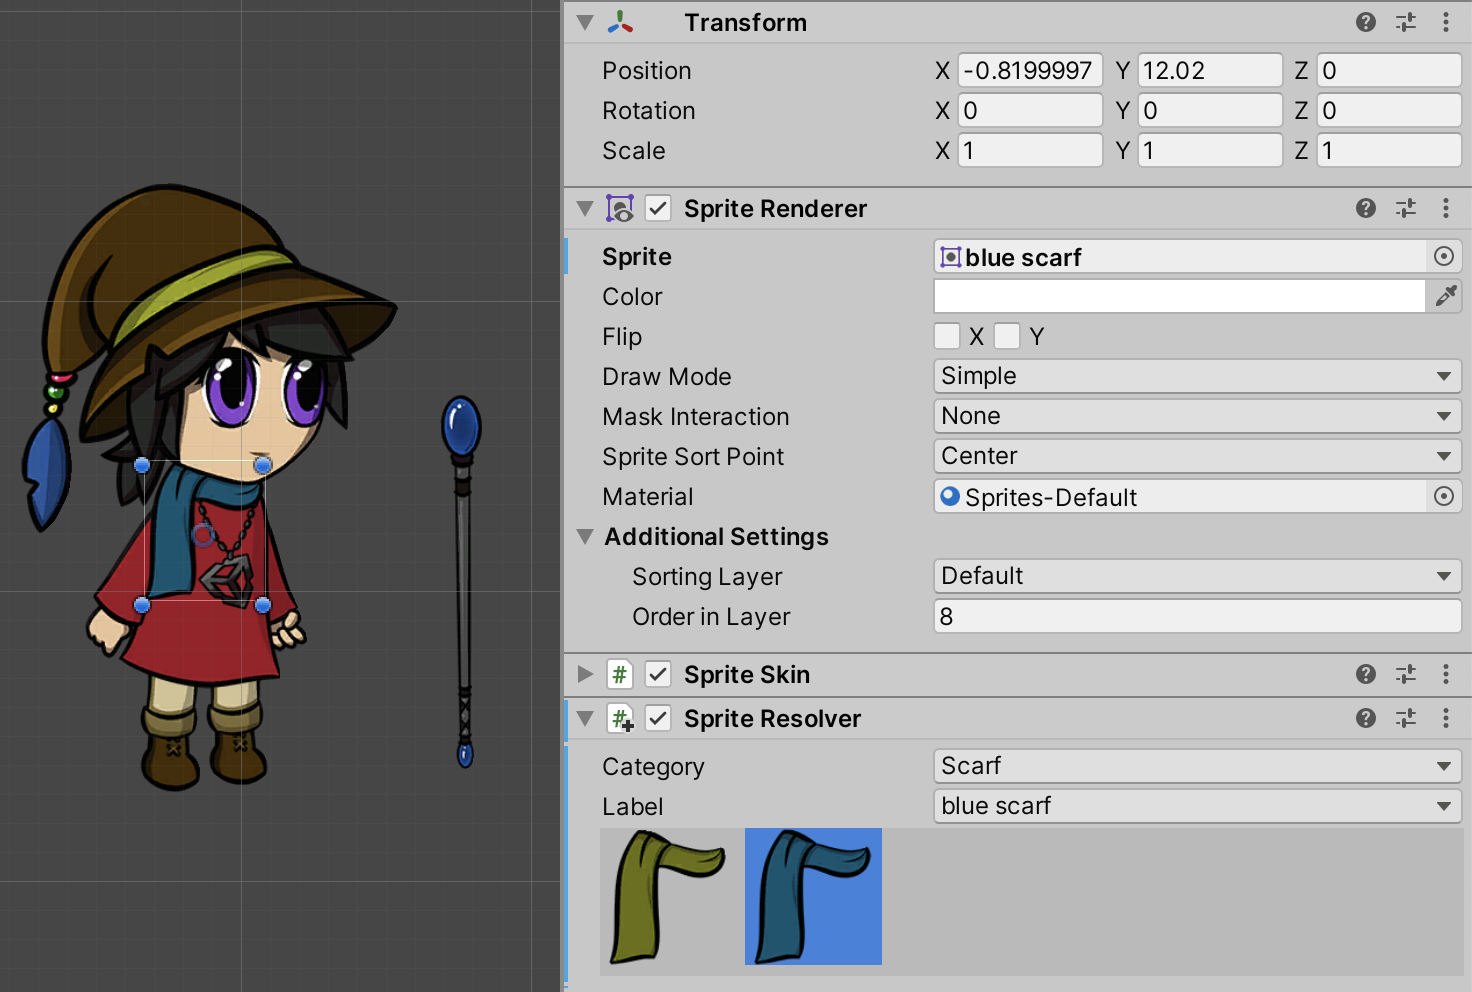 Transform
Position X -0.8199997 Y 12.02 Z 0
Rotation X 0 Y 0 Z 0
Scale X 1 Y 1 Z 1
Sprite Renderer
Sprite blue scarf
Color
Flip X Y
Draw Mode Simple
Mask Interaction None
Sprite Sort Point Center
Material Sprites-Default
Additional Settings
Sorting Layer Default
Order in Layer 8
# Sprite Skin
# Sprite Resolver
Category Scarf
Label blue scarf